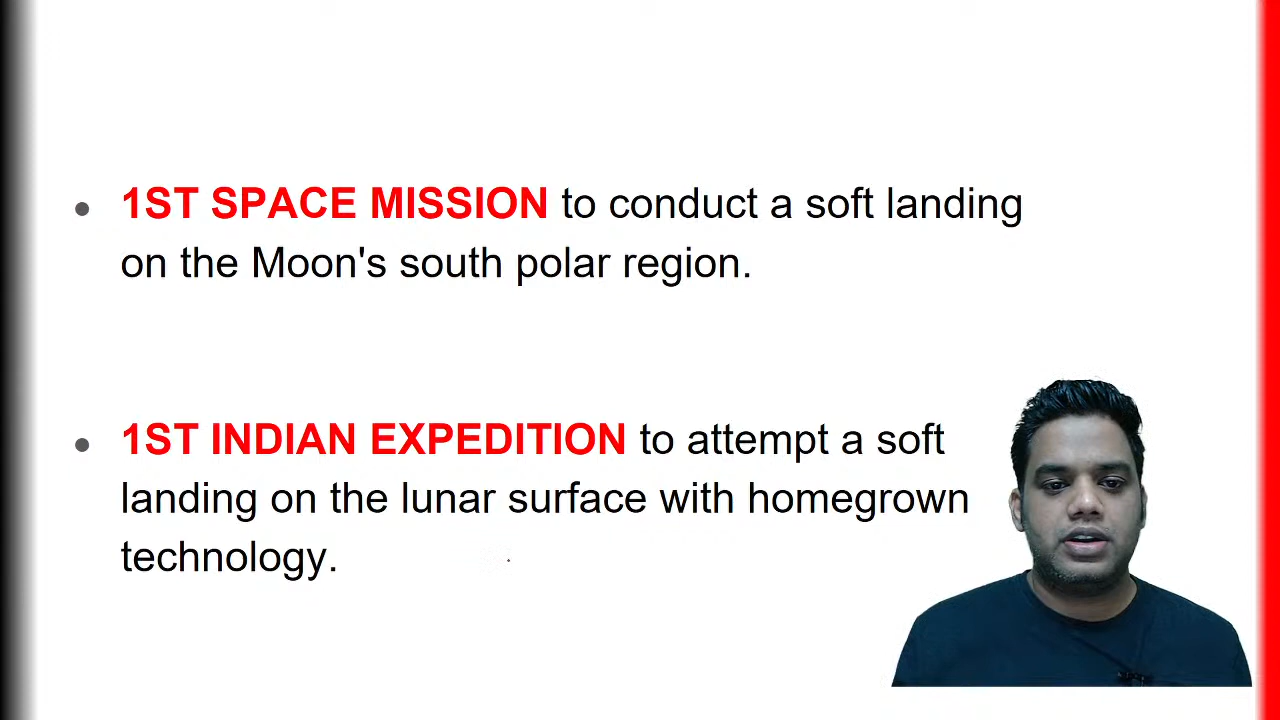 1ST SPACE MISSION to conduct a soft landing
on the Moon's south polar region.
1ST INDIAN EXPEDITION to attempt a soft
landing on the lunar surface with homegrown
technology.